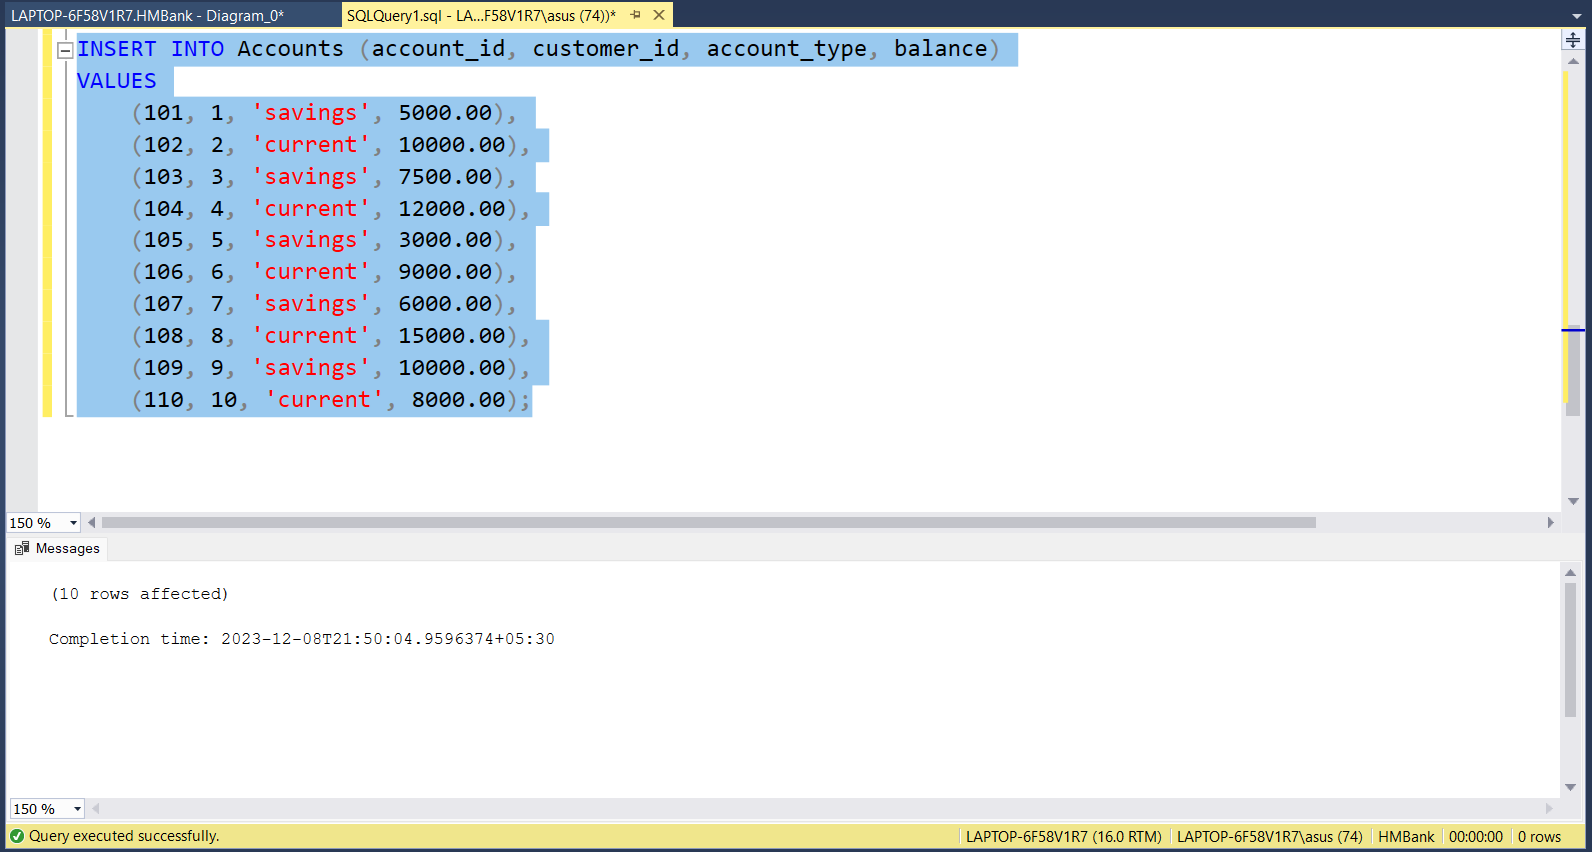 LAPTOP-6F58V1R7.HMBank - Diagram_0*
SQLQuery1.sql - LA...F58V1R7\asus (74))*
INSERT INTO Accounts (account_id, customer_id, account_type, balance)
VALUES
(101, 1, 'savings', 5000.00),
(102, 2, 'current', 10000.00),
(103, 3, 'savings', 7500.00),
(104, 4, 'current', 12000.00),
(105, 5, 'savings', 3000.00),
(106, 6, 'current', 9000.00),
(107, 7, 'savings', 6000.00),
(108, 8, 'current', 15000.00),
(109, 9, 'savings', 10000.00),
(110, 10, 'current', 8000.00);
150 %
Messages
(10 rows affected)
Completion time: 2023-12-08T21:50:04.9596374+05:30
150 %
Query executed successfully.
LAPTOP-6F58V1R7 (16.0 RTM)
LAPTOP-6F58V1R7\asus (74)
HMBank
00:00:00
0 rows